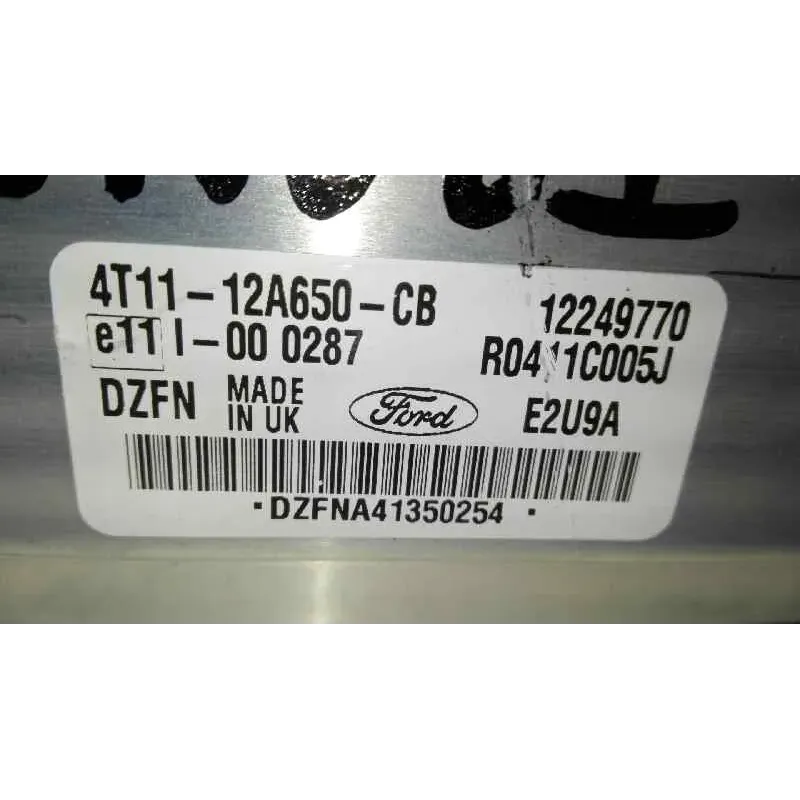 4T11-12A650-CB 12249770
e11 I-00 0287 R0411C005J
DZFN MADE IN UK Ford E2U9A
·DZFNA41350254·